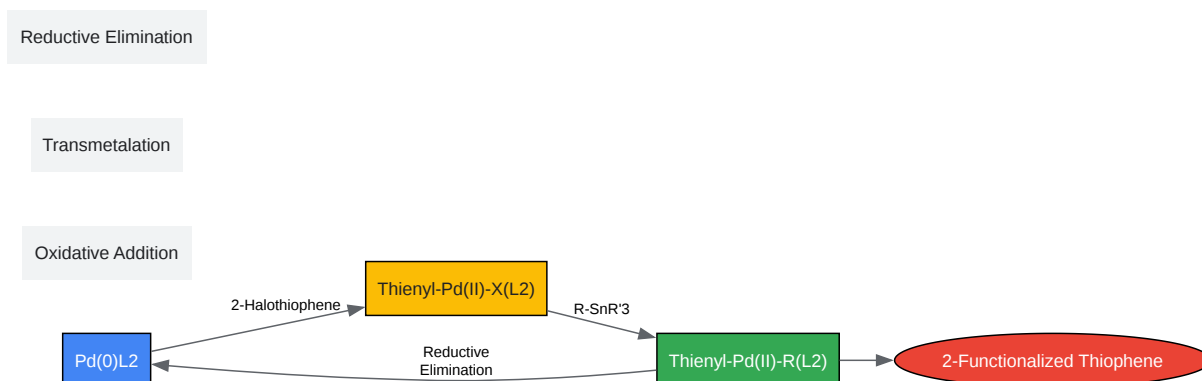 Reductive Elimination
Transmetalation
Oxidative Addition
Thienyl-Pd(II)-X(L2)
2-Halothiophene
R-SnR'3
Pd(0)L2
Reductive
Elimination
Thienyl-Pd(II)-R(L2)
2-Functionalized Thiophene